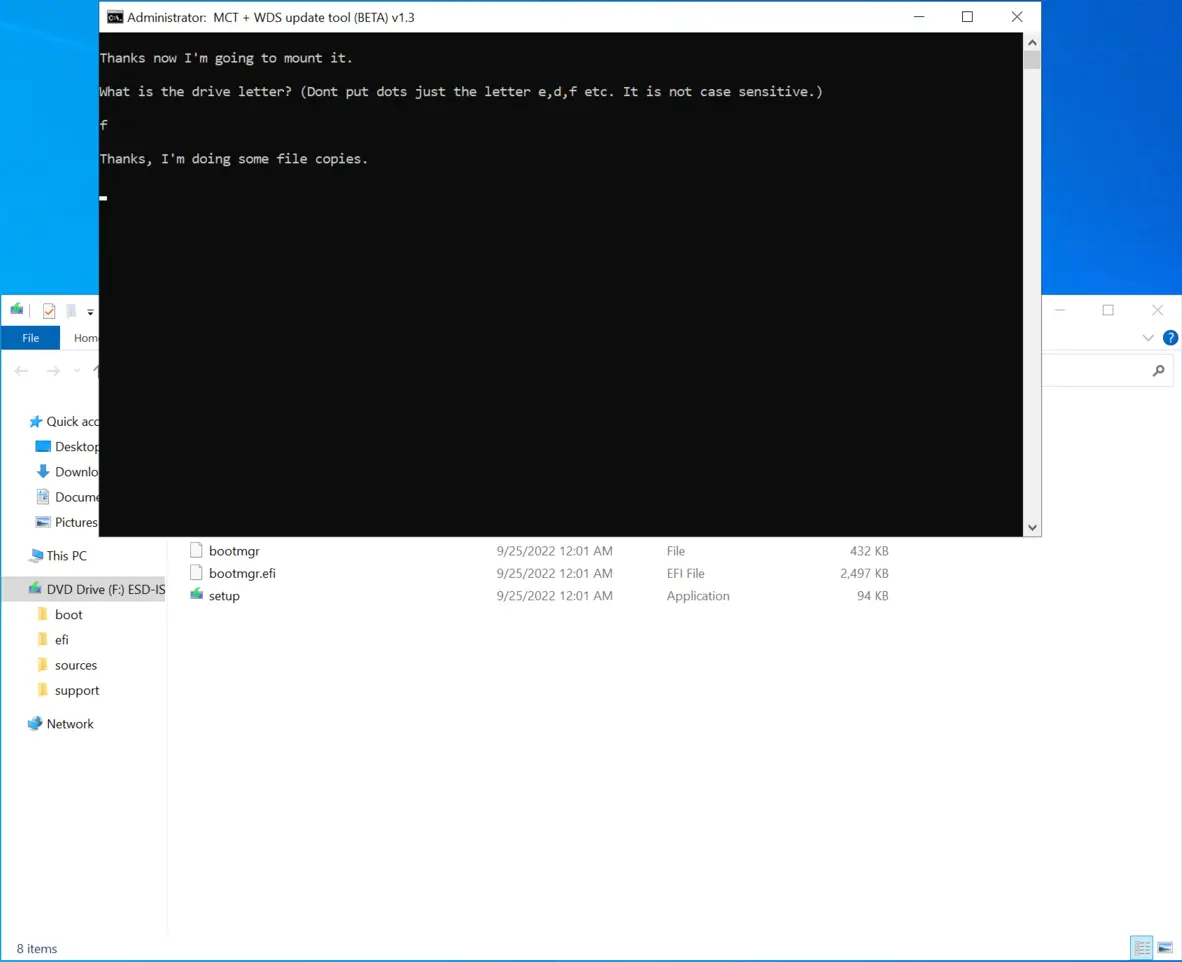 Administrator:  MCT + WDS update tool (BETA) v1.3
Thanks now I'm going to mount it.
What is the drive letter? (Dont put dots just the letter e,d,f etc. It is not case sensitive.)
f
Thanks, I'm doing some file copies.
File
Hom
Quick acc
Desktop
Downlo
Docume
Pictures
This PC
DVD Drive (F:) ESD-IS
boot
efi
sources
support
Network
bootmgr 9/25/2022 12:01 AM File 432 KB
bootmgr.efi 9/25/2022 12:01 AM EFI File 2,497 KB
setup 9/25/2022 12:01 AM Application 94 KB
8 items